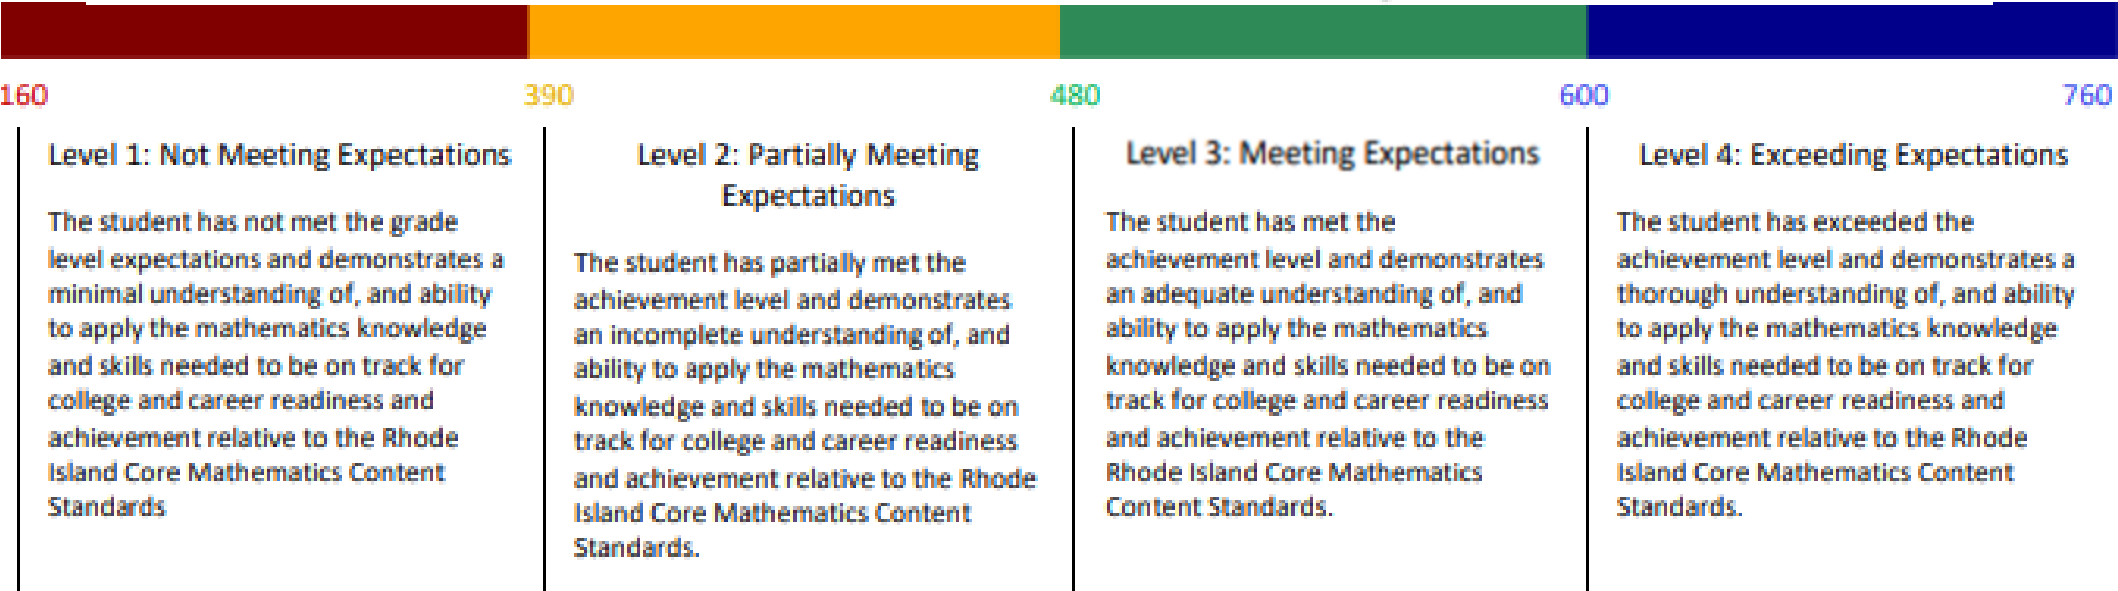 160 390 480 600 760
Level 1: Not Meeting Expectations
The student has not met the grade
level expectations and demonstrates a
minimal understanding of, and ability
to apply the mathematics knowledge
and skills needed to be on track for
college and career readiness and
achievement relative to the Rhode
Island Core Mathematics Content
Standards
Level 2: Partially Meeting
Expectations
The student has partially met the
achievement level and demonstrates
an incomplete understanding of, and
ability to apply the mathematics
knowledge and skills needed to be on
track for college and career readiness
and achievement relative to the Rhode
Island Core Mathematics Content
Standards.
Level 3: Meeting Expectations
The student has met the
achievement level and demonstrates
an adequate understanding of, and
ability to apply the mathematics
knowledge and skills needed to be on
track for college and career readiness
and achievement relative to the
Rhode Island Core Mathematics
Content Standards.
Level 4: Exceeding Expectations
The student has exceeded the
achievement level and demonstrates a
thorough understanding of, and ability
to apply the mathematics knowledge
and skills needed to be on track for
college and career readiness and
achievement relative to the Rhode
Island Core Mathematics Content
Standards.